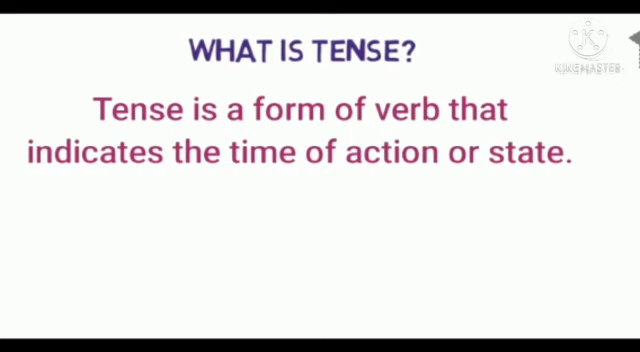 WHAT IS TENSE?
KINEMASTER
Tense is a form of verb that
indicates the time of action or state.